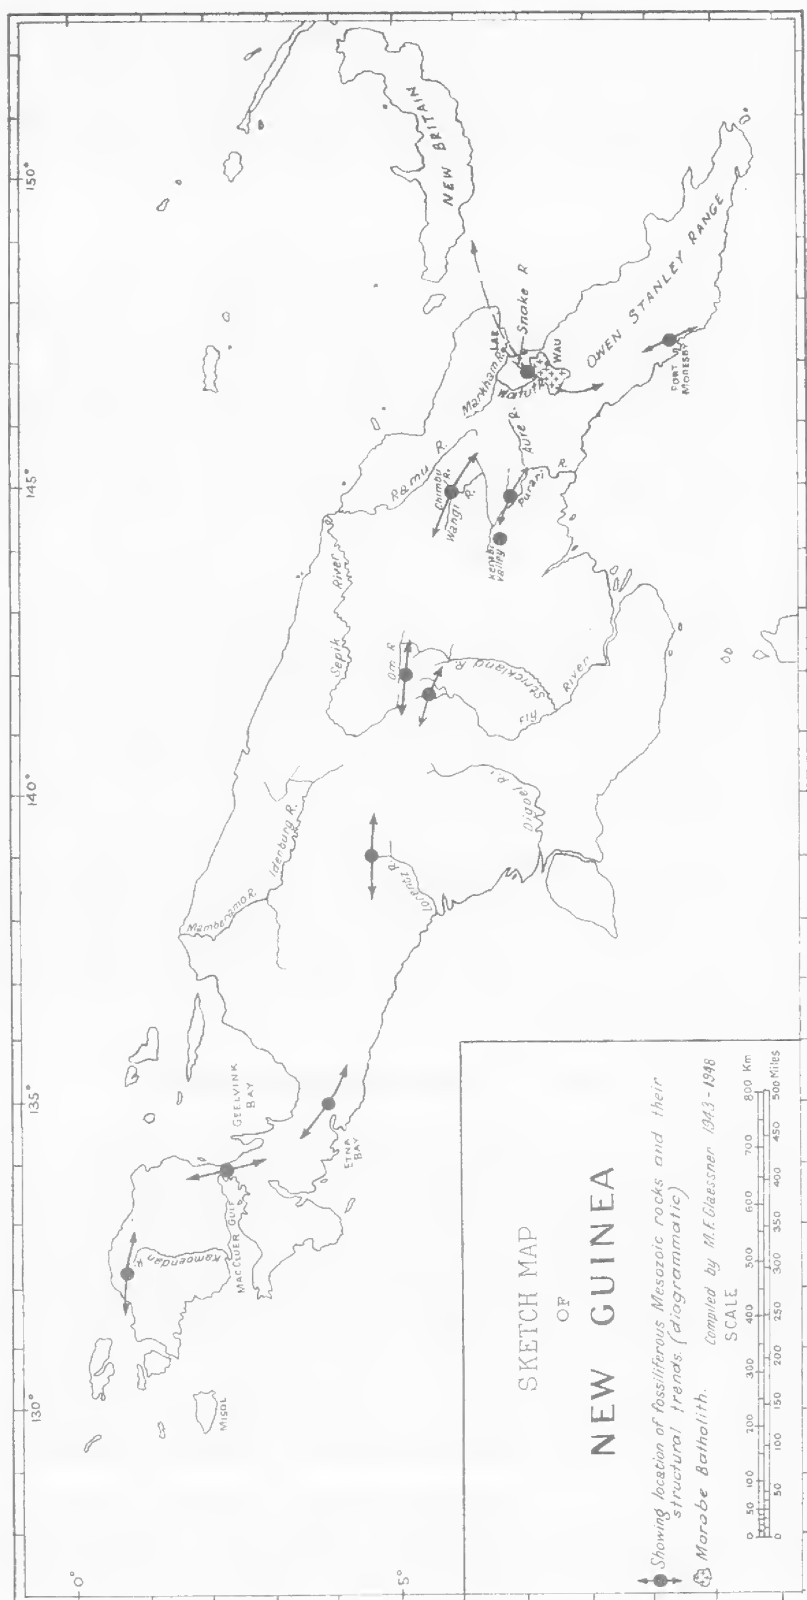 SKETCH MAP
OF
NEW GUINEA
Showing location of fossiliferous Mesozoic rocks and their
structural trends (diagrammatic)
Morobe Batholith.
Compiled by M.F. Glaessner 1943-1948
SCALE
0 50 100 200 300 400 500 600 700 800 Km
0 50 100 150 200 250 300 350 400 450 500 Miles
130°
135°
140°
145°
150°
0°
5°
MISOL
Kamoendan R.
MACCLUER GULF
GEELVINK
BAY
ETNA
BAY
Mamberamo R.
Idenburg R.
Lorentz R.
Digoel R.
Sepik River
Om R.
Strickland R.
Fly River
Ramu R.
Chimbu
R.
Wahgi R.
Kereba
Valley
Purari R.
Aure R.
Markham R.
LAE
Snake R
Watut R.
WAU
OWEN STANLEY RANGE
PORT
MORESBY
NEW BRITAIN